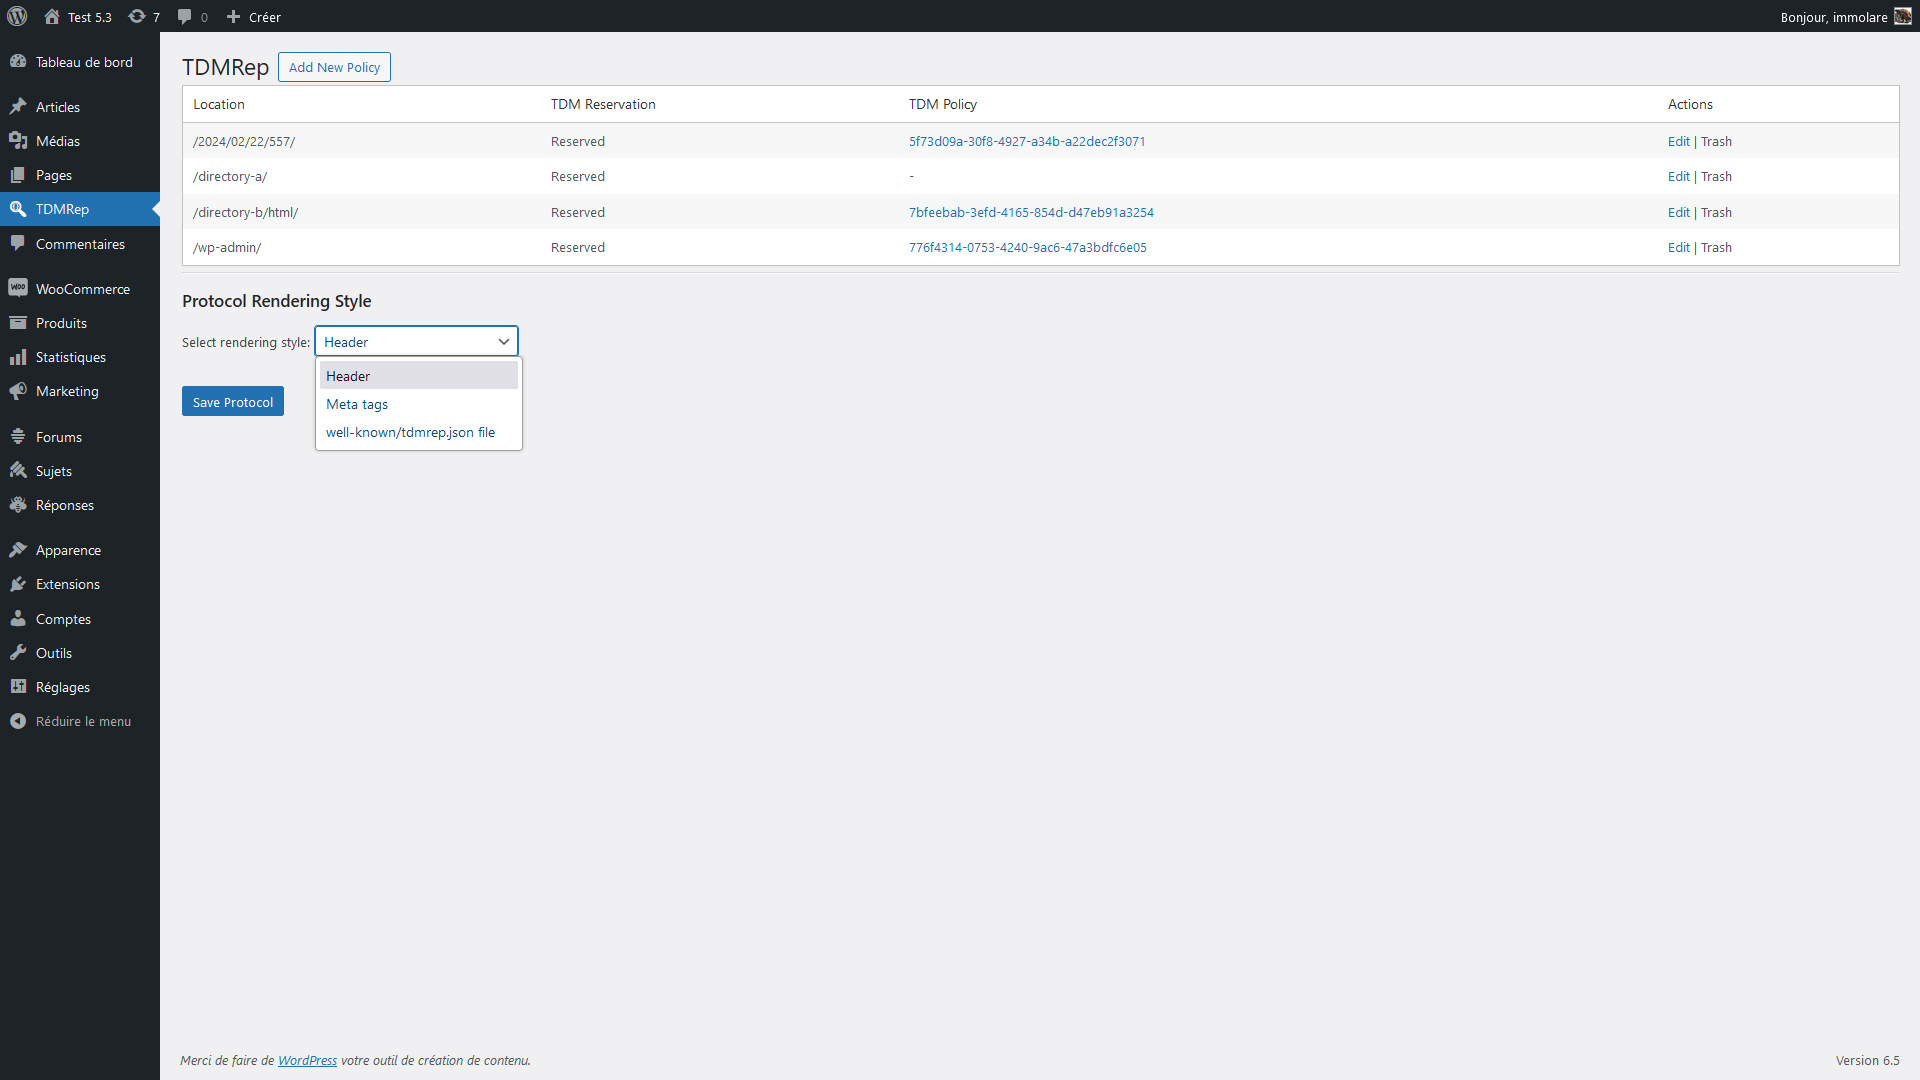 Test 5.3 7 0 Créer Bonjour, immolare
Tableau de bord
Articles
Médias
Pages
TDMRep
Commentaires
WooCommerce
Produits
Statistiques
Marketing
Forums
Sujets
Réponses
Apparence
Extensions
Comptes
Outils
Réglages
Réduire le menu
TDMRep Add New Policy
Location TDM Reservation TDM Policy Actions
/2024/02/22/557/ Reserved 5f73d09a-30f8-4927-a34b-a22dec2f3071 Edit | Trash
/directory-a/ Reserved - Edit | Trash
/directory-b/html/ Reserved 7bfeebab-3efd-4165-854d-d47eb91a3254 Edit | Trash
/wp-admin/ Reserved 776f4314-0753-4240-9ac6-47a3bdfc6e05 Edit | Trash
Protocol Rendering Style
Select rendering style: Header
Header
Meta tags
well-known/tdmrep.json file
Save Protocol
Merci de faire de WordPress votre outil de création de contenu. Version 6.5